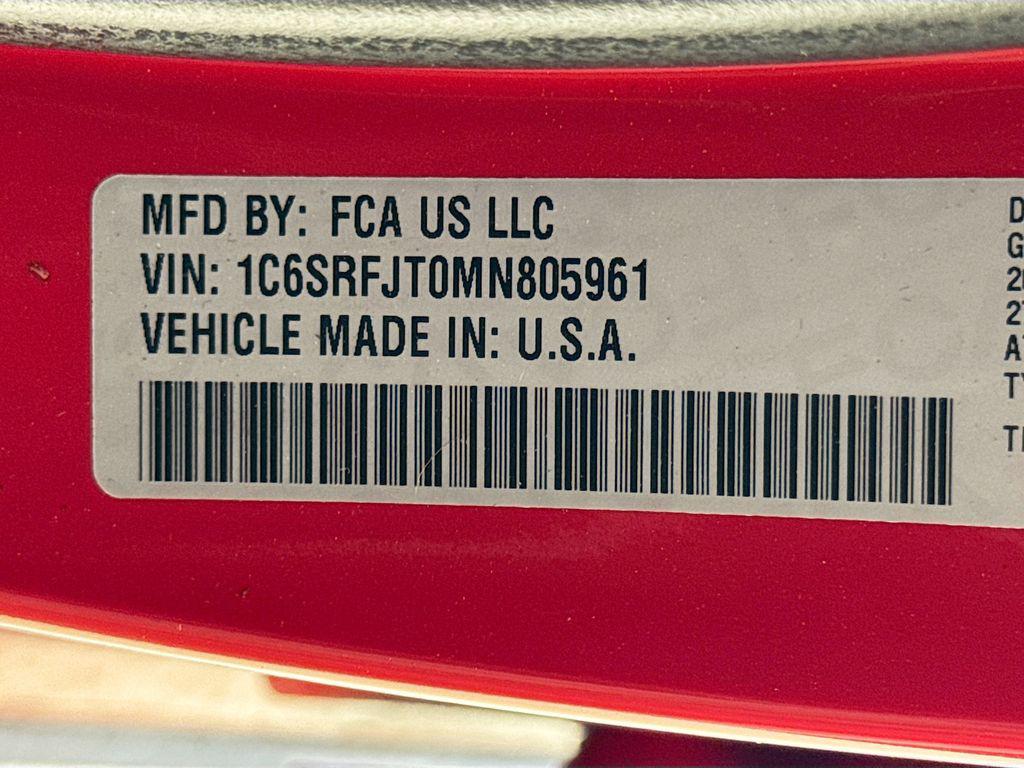 MFD BY: FCA US LLC
VIN: 1C6SRFJT0MN805961
VEHICLE MADE IN: U.S.A.